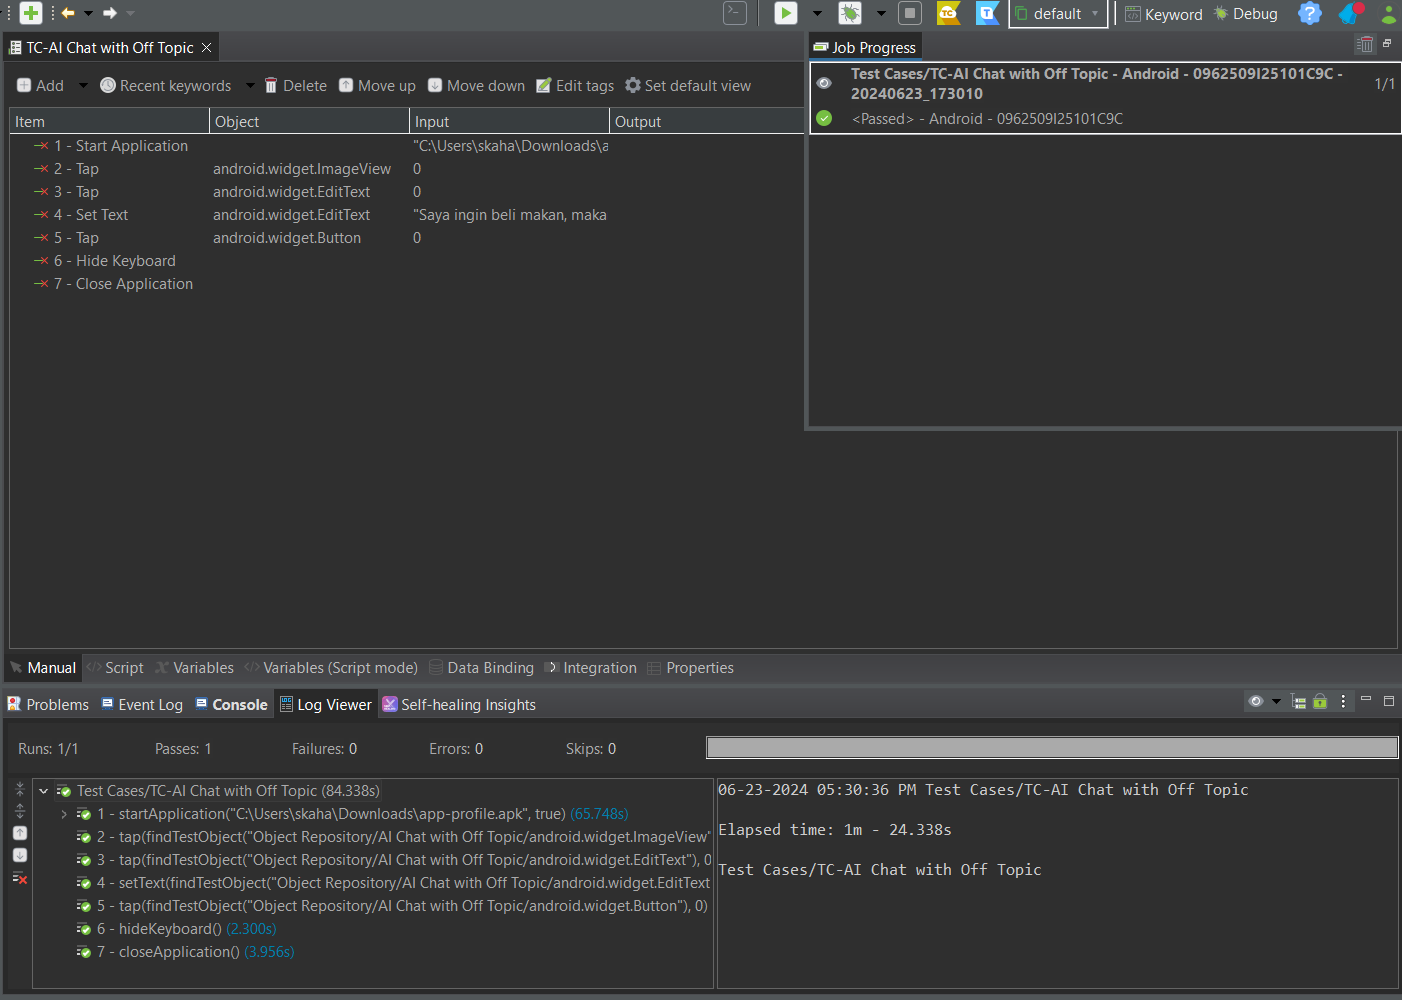 default
Keyword
Debug
TC-AI Chat with Off Topic
Job Progress
Add
Recent keywords
Delete
Move up
Move down
Edit tags
Set default view
Test Cases/TC-AI Chat with Off Topic - Android - 0962509I25101C9C -
20240623_173010
1/1
<Passed> - Android - 0962509I25101C9C
Item Object Input Output
1 - Start Application "C:\Users\skaha\Downloads\a
2 - Tap android.widget.ImageView 0
3 - Tap android.widget.EditText 0
4 - Set Text android.widget.EditText "Saya ingin beli makan, maka
5 - Tap android.widget.Button 0
6 - Hide Keyboard
7 - Close Application
Manual Script Variables Variables (Script mode) Data Binding Integration Properties
Problems Event Log Console Log Viewer Self-healing Insights
Runs: 1/1 Passes: 1 Failures: 0 Errors: 0 Skips: 0
Test Cases/TC-AI Chat with Off Topic (84.338s)
1 - startApplication("C:\Users\skaha\Downloads\app-profile.apk", true) (65.748s)
2 - tap(findTestObject("Object Repository/AI Chat with Off Topic/android.widget.ImageView"
3 - tap(findTestObject("Object Repository/AI Chat with Off Topic/android.widget.EditText"), 0
4 - setText(findTestObject("Object Repository/AI Chat with Off Topic/android.widget.EditText
5 - tap(findTestObject("Object Repository/AI Chat with Off Topic/android.widget.Button"), 0)
6 - hideKeyboard() (2.300s)
7 - closeApplication() (3.956s)
06-23-2024 05:30:36 PM Test Cases/TC-AI Chat with Off Topic
Elapsed time: 1m - 24.338s
Test Cases/TC-AI Chat with Off Topic